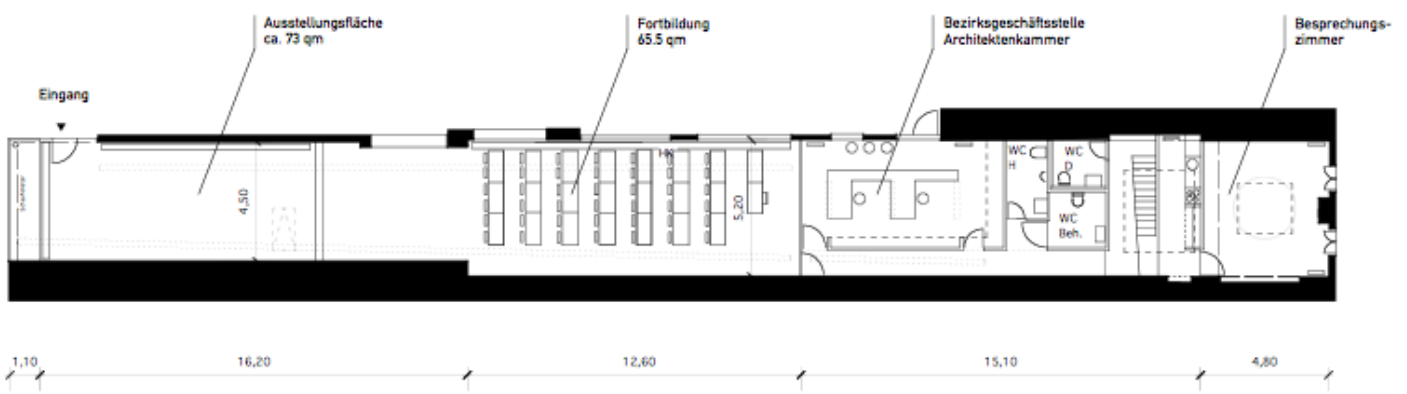 Ausstellungsfläche
ca. 73 qm
Fortbildung
65.5 qm
Bezirksgeschäftsstelle
Architektenkammer
Besprechungs-
zimmer
Eingang
HK
WC
H
WC
D
4,50
5,20
WC
Beh.
1,10
16,20
12,60
15,10
4,80